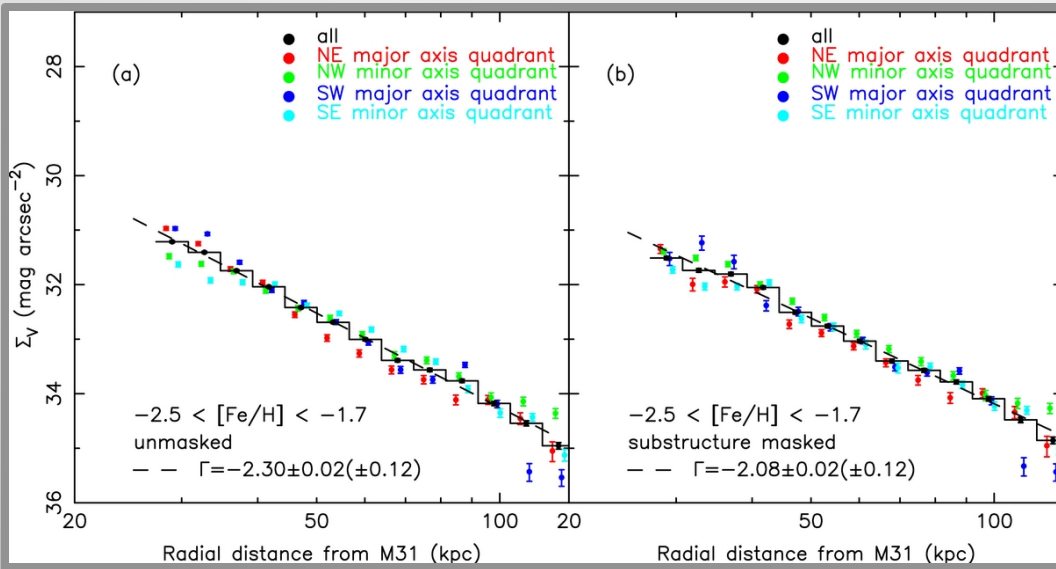 (a)
all
NE major axis quadrant
NW minor axis quadrant
SW major axis quadrant
SE minor axis quadrant
−2.5 < [Fe/H] < −1.7
unmasked
Γ=−2.30±0.02(±0.12)
(b)
all
NE major axis quadrant
NW minor axis quadrant
SW major axis quadrant
SE minor axis quadrant
−2.5 < [Fe/H] < −1.7
substructure masked
Γ=−2.08±0.02(±0.12)
Σ_V (mag arcsec^−2)
28
30
32
34
36
20 50 100 20 50 100
Radial distance from M31 (kpc) Radial distance from M31 (kpc)